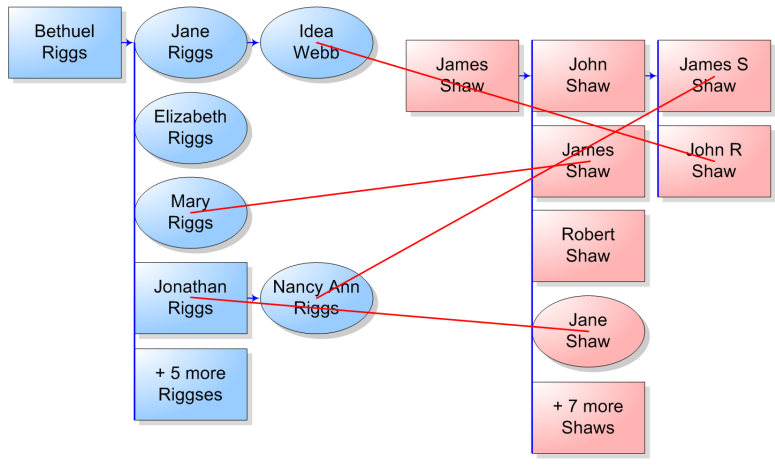 Bethuel
Riggs
Jane
Riggs
Idea
Webb
Elizabeth
Riggs
Mary
Riggs
Jonathan
Riggs
Nancy Ann
Riggs
+ 5 more
Riggses
James
Shaw
John
Shaw
James S
Shaw
James
Shaw
John R
Shaw
Robert
Shaw
Jane
Shaw
+ 7 more
Shaws